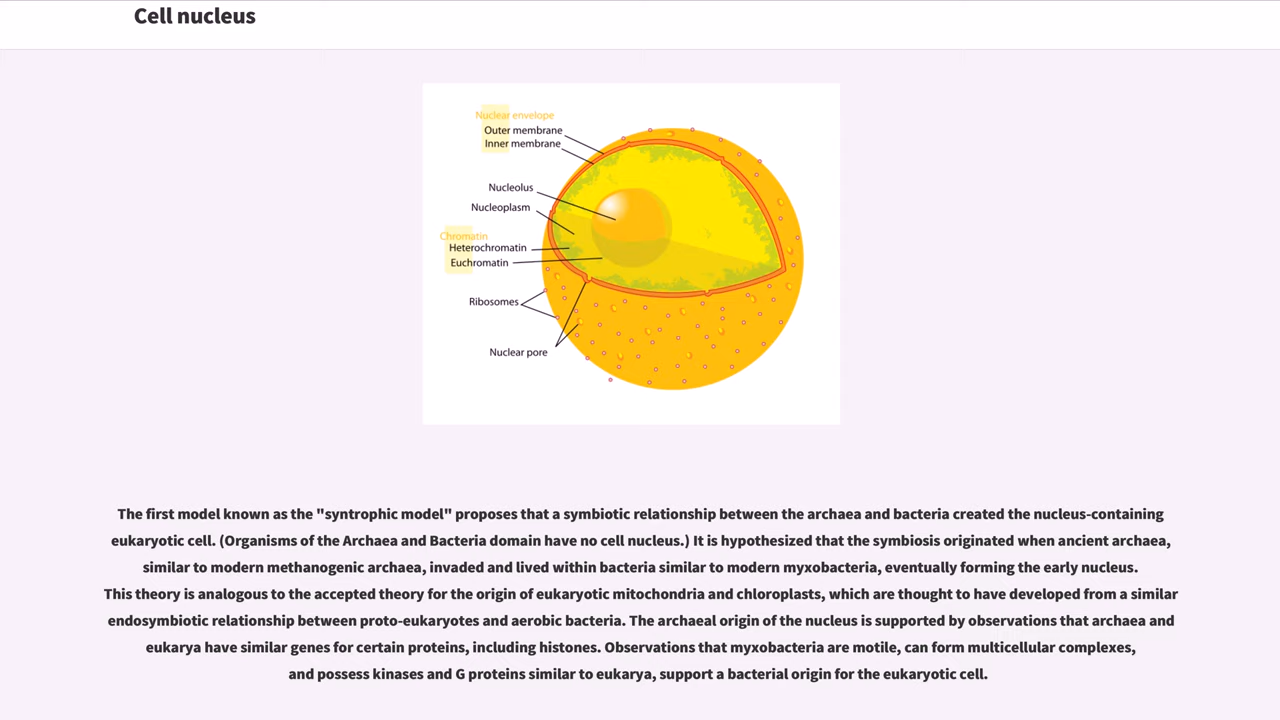 Cell nucleus
Nuclear envelope
Outer membrane
Inner membrane
Nucleolus
Nucleoplasm
Chromatin
Heterochromatin
Euchromatin
Ribosomes
Nuclear pore
The first model known as the "syntrophic model" proposes that a symbiotic relationship between the archaea and bacteria created the nucleus-containing
eukaryotic cell. (Organisms of the Archaea and Bacteria domain have no cell nucleus.) It is hypothesized that the symbiosis originated when ancient archaea,
similar to modern methanogenic archaea, invaded and lived within bacteria similar to modern myxobacteria, eventually forming the early nucleus.
This theory is analogous to the accepted theory for the origin of eukaryotic mitochondria and chloroplasts, which are thought to have developed from a similar
endosymbiotic relationship between proto-eukaryotes and aerobic bacteria. The archaeal origin of the nucleus is supported by observations that archaea and
eukarya have similar genes for certain proteins, including histones. Observations that myxobacteria are motile, can form multicellular complexes,
and possess kinases and G proteins similar to eukarya, support a bacterial origin for the eukaryotic cell.